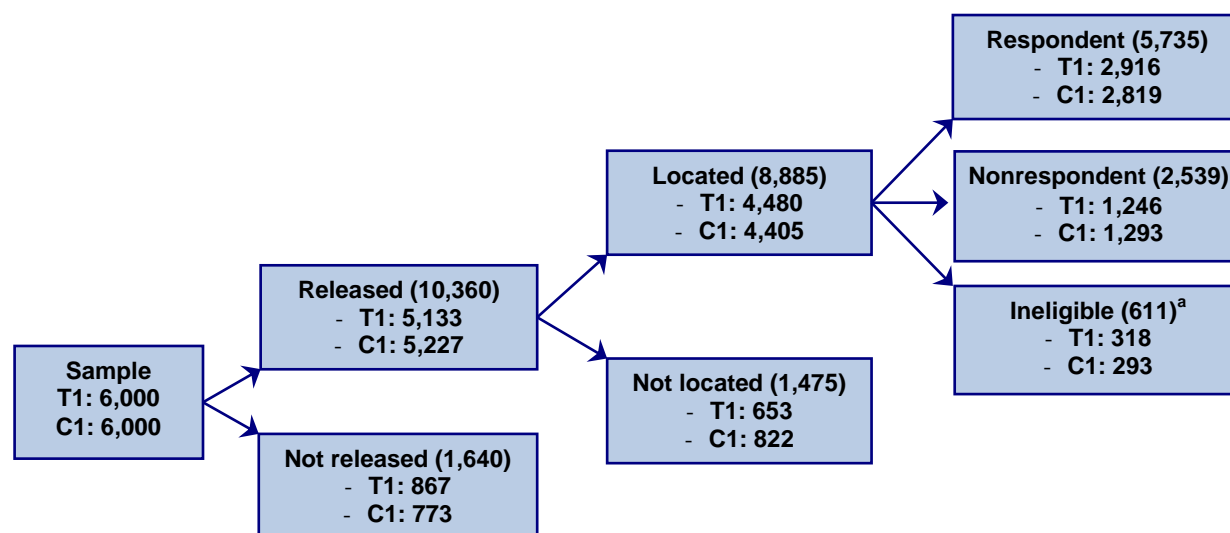 Sample
T1: 6,000
C1: 6,000
Released (10,360)
- T1: 5,133
- C1: 5,227
Not released (1,640)
- T1: 867
- C1: 773
Located (8,885)
- T1: 4,480
- C1: 4,405
Not located (1,475)
- T1: 653
- C1: 822
Respondent (5,735)
- T1: 2,916
- C1: 2,819
Nonrespondent (2,539)
- T1: 1,246
- C1: 1,293
Ineligible (611)a
- T1: 318
- C1: 293